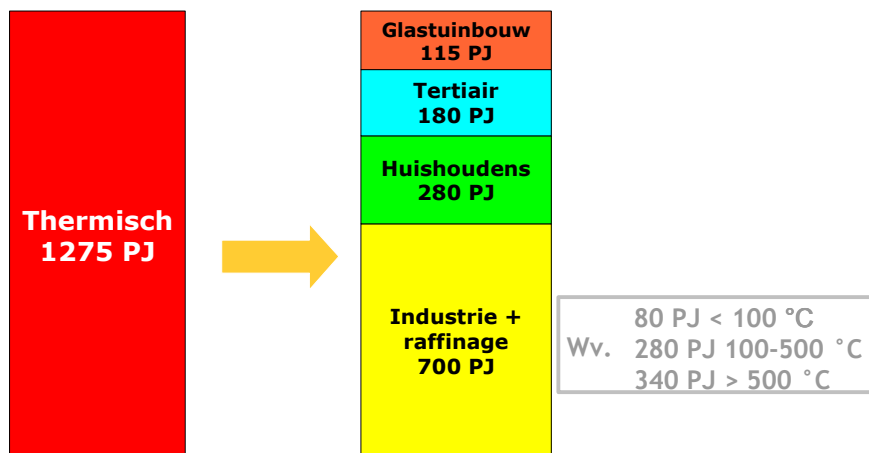 Thermisch
1275 PJ
Glastuinbouw
115 PJ
Tertiair
180 PJ
Huishoudens
280 PJ
Industrie +
raffinage
700 PJ
80 PJ < 100 °C
Wv. 280 PJ 100-500 °C
340 PJ > 500 °C